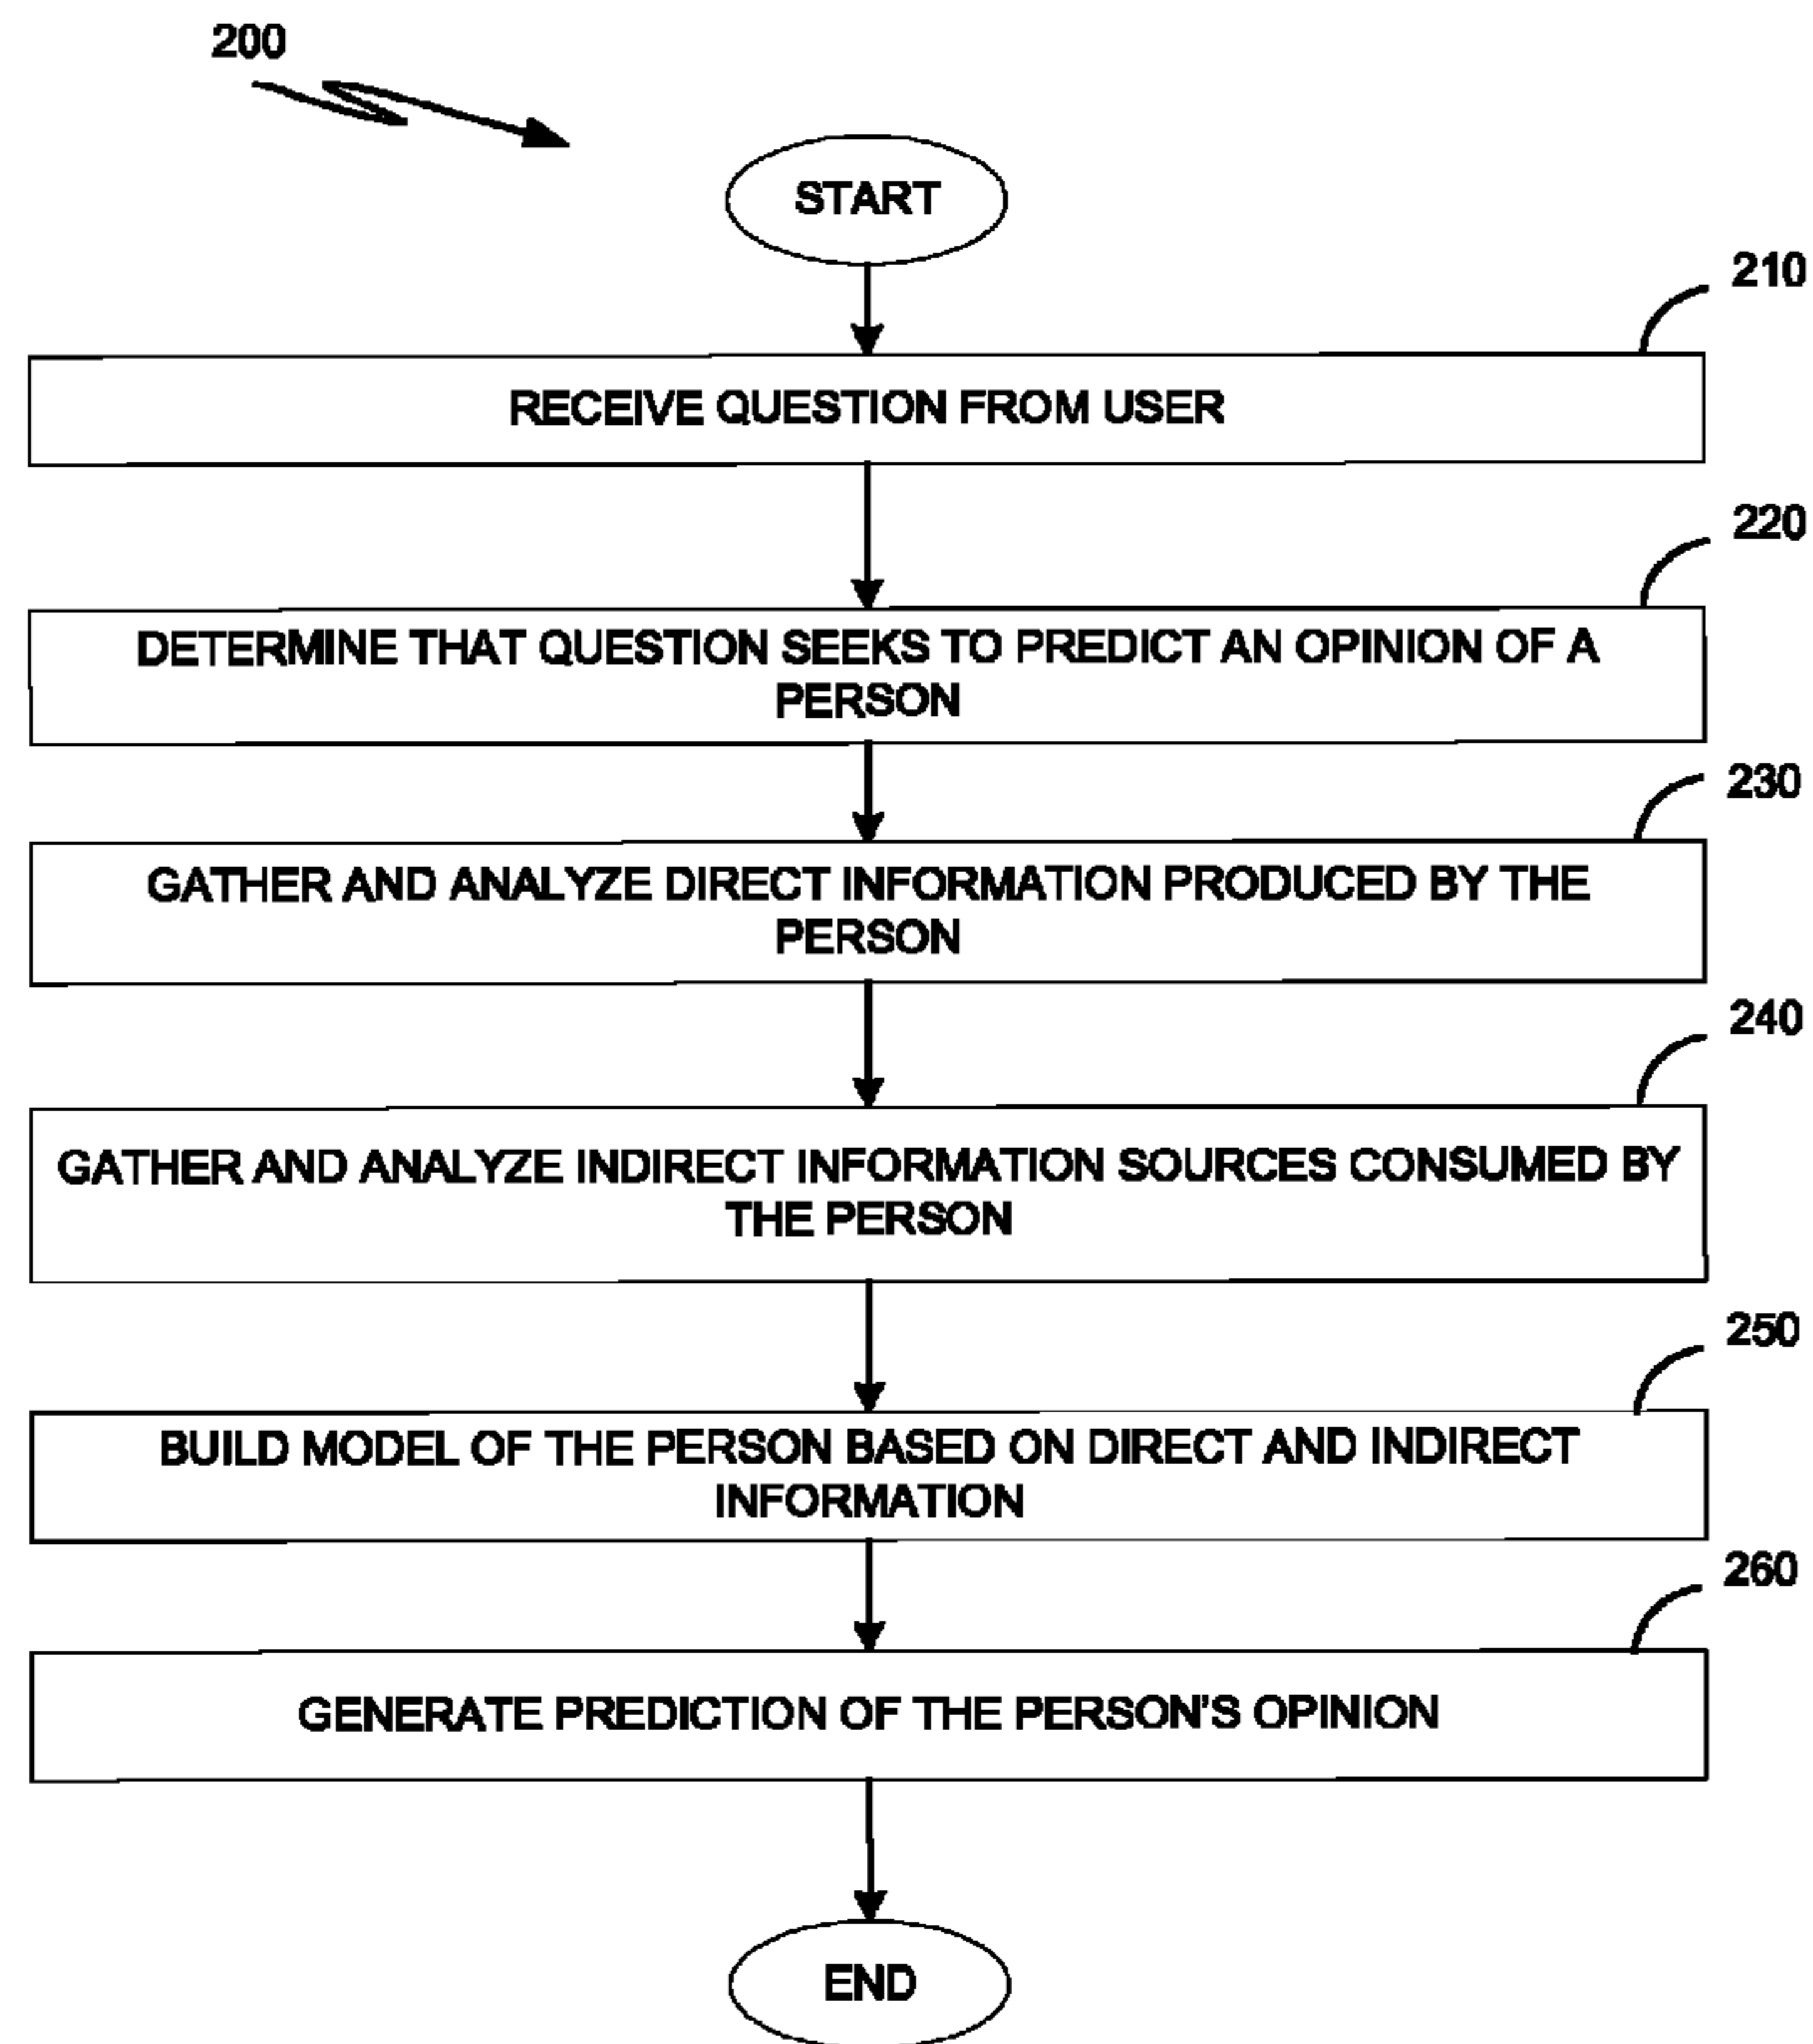 200
START
210
RECEIVE QUESTION FROM USER
220
DETERMINE THAT QUESTION SEEKS TO PREDICT AN OPINION OF A
PERSON
230
GATHER AND ANALYZE DIRECT INFORMATION PRODUCED BY THE
PERSON
240
GATHER AND ANALYZE INDIRECT INFORMATION SOURCES CONSUMED BY
THE PERSON
250
BUILD MODEL OF THE PERSON BASED ON DIRECT AND INDIRECT
INFORMATION
260
GENERATE PREDICTION OF THE PERSON'S OPINION
END